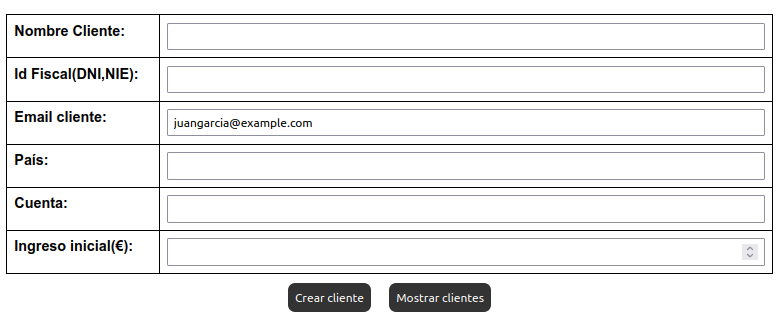 Nombre Cliente:
Id Fiscal(DNI,NIE):
Email cliente:
juangarcia@example.com
País:
Cuenta:
Ingreso inicial(€):
Crear cliente
Mostrar clientes